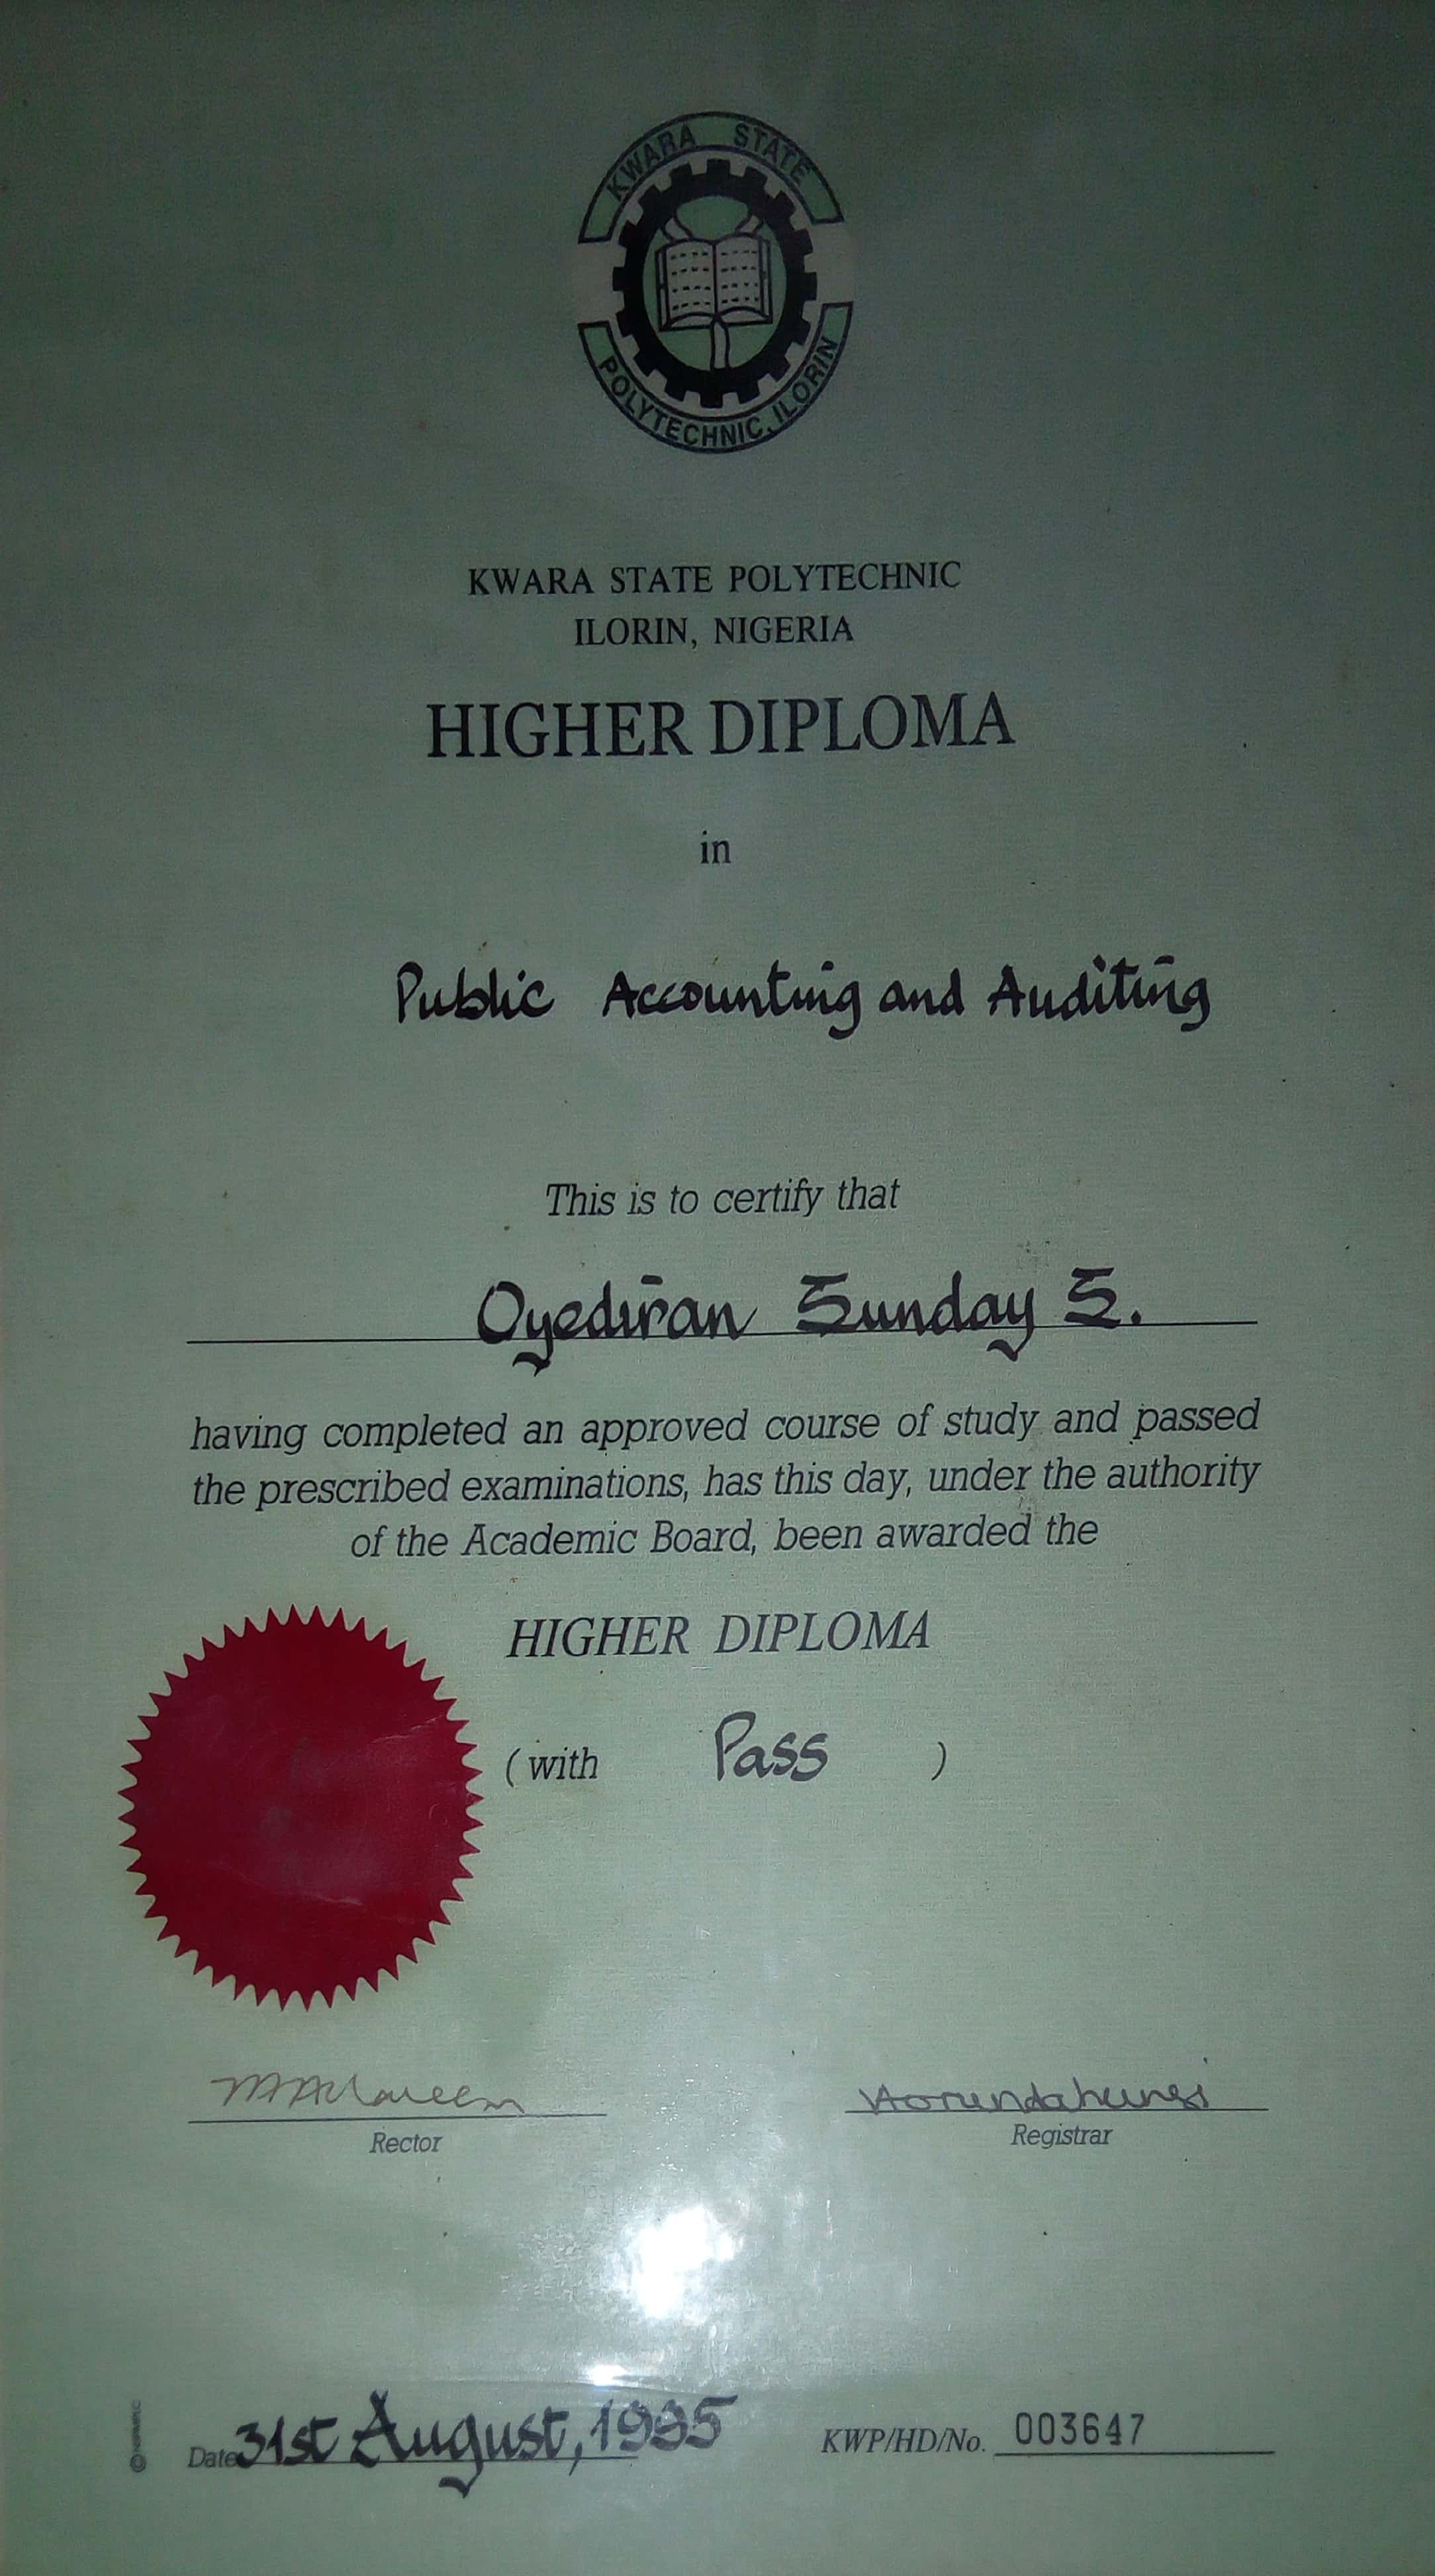 KWARA STATE
POLYTECHNIC, ILORIN
KWARA STATE POLYTECHNIC
ILORIN, NIGERIA
HIGHER DIPLOMA
in
Public Accounting and Auditing
This is to certify that
Oyediran Sunday S.
having completed an approved course of study and passed
the prescribed examinations, has this day, under the authority
of the Academic Board, been awarded the
HIGHER DIPLOMA
( with Pass )
Rector
Registrar
Date 31st August, 1995 KWP/HD/No. 003647